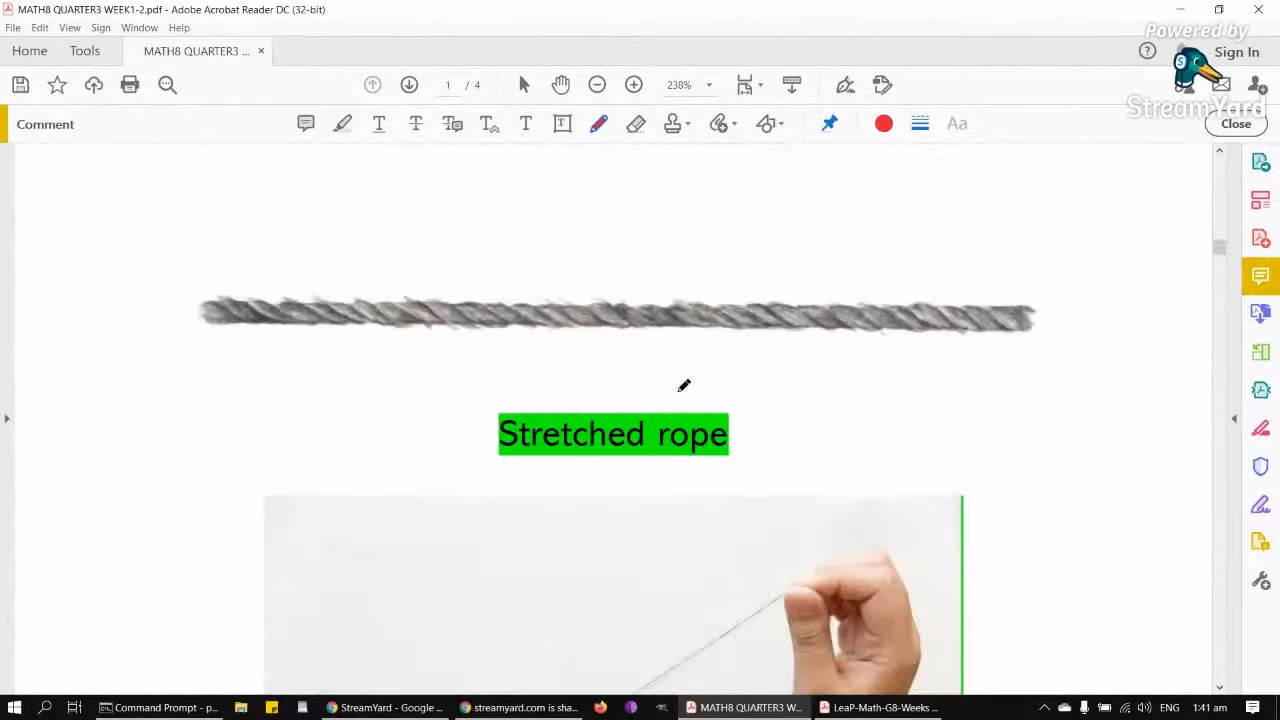 MATH8 QUARTER3 WEEK1-2.pdf - Adobe Acrobat Reader DC (32-bit)
File Edit View Sign Window Help
Powered by
Home Tools MATH8 QUARTER3 ... × Sign In
1 / 238%
StreamYard
Comment Aa Close
Stretched rope
Command Prompt - p... StreamYard - Google ... streamyard.com is sha... MATH8 QUARTER3 W... LeaP-Math-G8-Weeks ... ENG 1:41 am